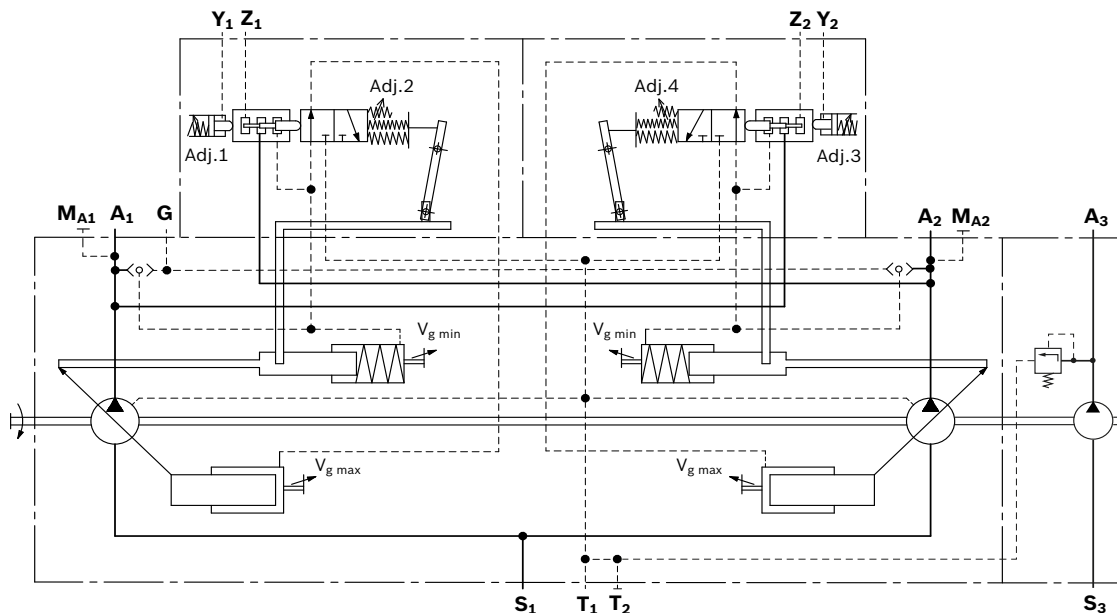 Y1 Z1 Z2 Y2
Adj.2 Adj.4
Adj.1 Adj.3
MA1 A1 G A2 MA2 A3
Vg min Vg min
Vg max Vg max
S1 T1 T2 S3